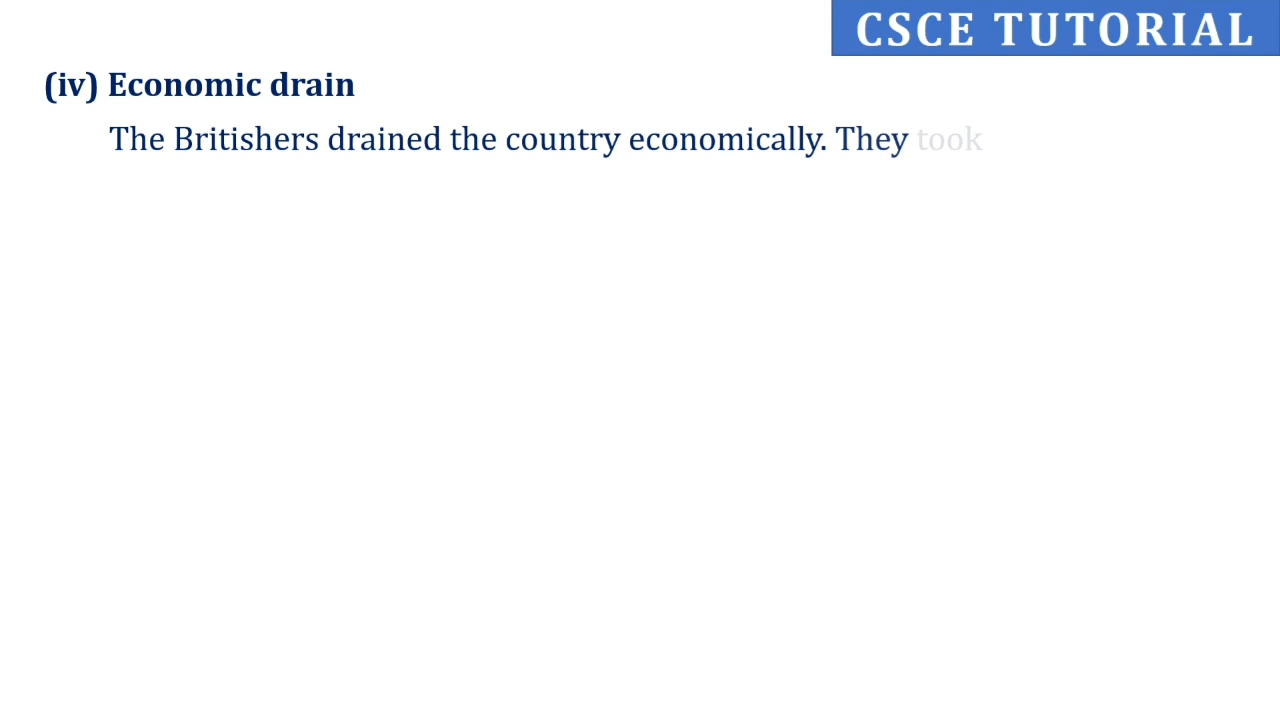 CSCE TUTORIAL
(iv) Economic drain
The Britishers drained the country economically. They took